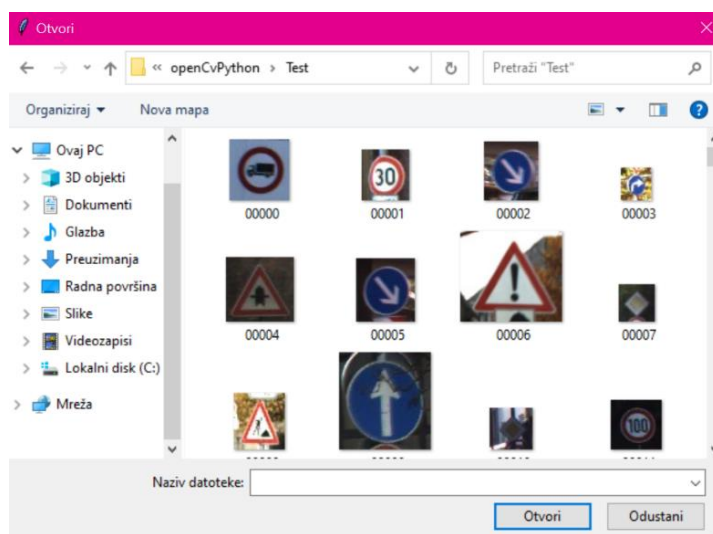 Otvori
« openCvPython › Test
Pretraži "Test"
Organiziraj
Nova mapa
Ovaj PC
3D objekti
Dokumenti
Glazba
Preuzimanja
Radna površina
Slike
Videozapisi
Lokalni disk (C:)
Mreža
30
00000
00001
00002
00003
00004
00005
00006
00007
100
Naziv datoteke:
Otvori
Odustani